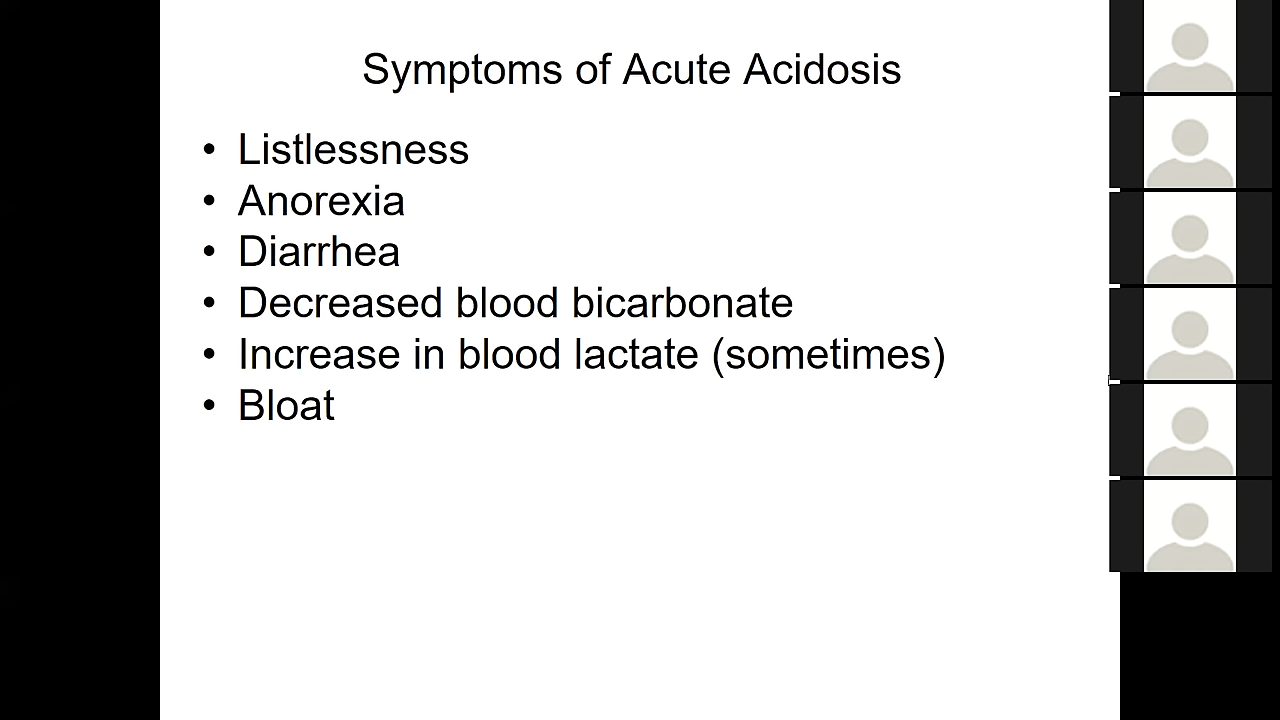 Symptoms of Acute Acidosis
• Listlessness
• Anorexia
• Diarrhea
• Decreased blood bicarbonate
• Increase in blood lactate (sometimes)
• Bloat